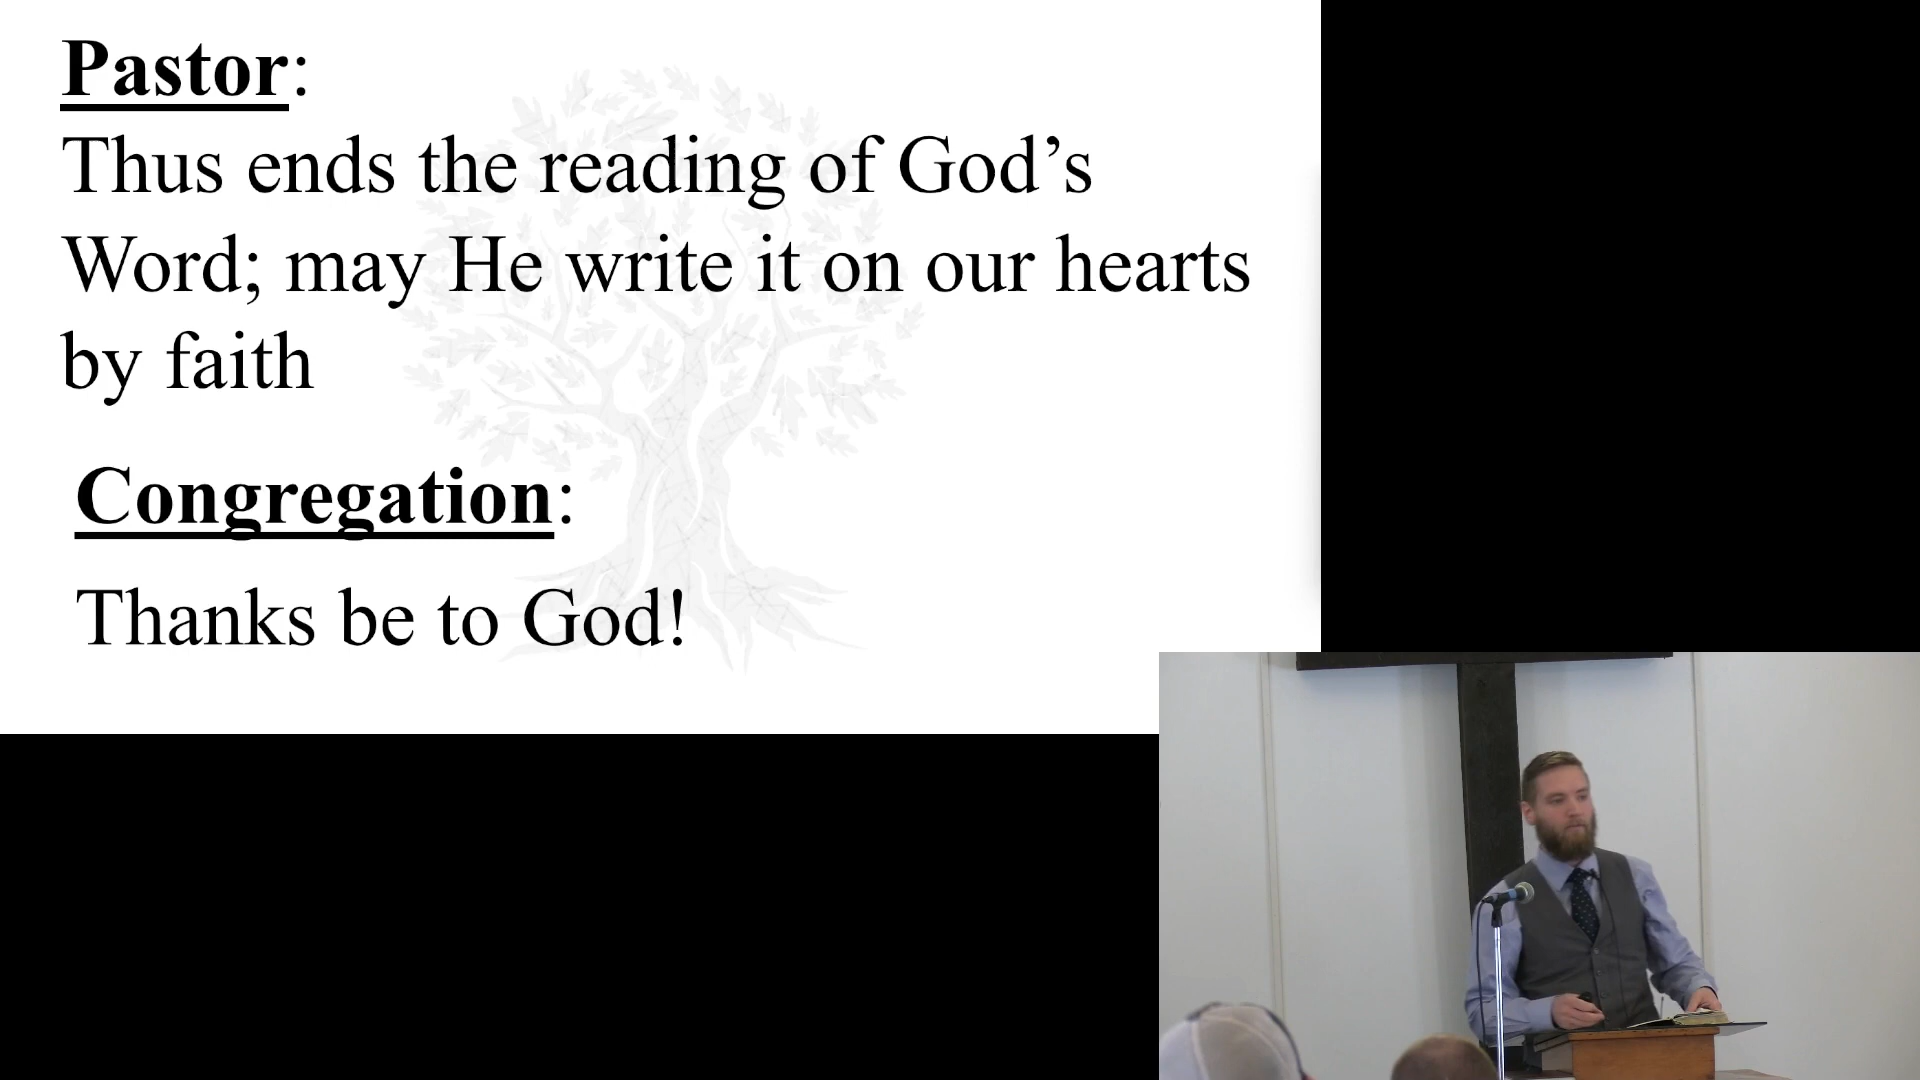 Pastor:
Thus ends the reading of God’s
Word; may He write it on our hearts
by faith
Congregation:
Thanks be to God!